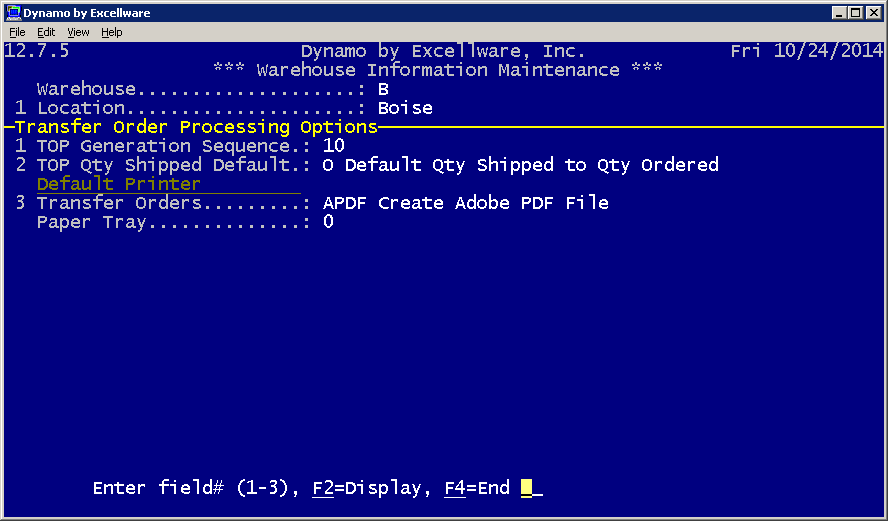 Dynamo by Excellware
File Edit View Help
12.7.5 Dynamo by Excellware, Inc. Fri 10/24/2014
*** Warehouse Information Maintenance ***
Warehouse....................: B
1 Location.....................: Boise
Transfer Order Processing Options
1 TOP Generation Sequence.: 10
2 TOP Qty Shipped Default.: O Default Qty Shipped to Qty Ordered
Default Printer
3 Transfer Orders.........: APDF Create Adobe PDF File
Paper Tray..............: 0
Enter field# (1-3), F2=Display, F4=End